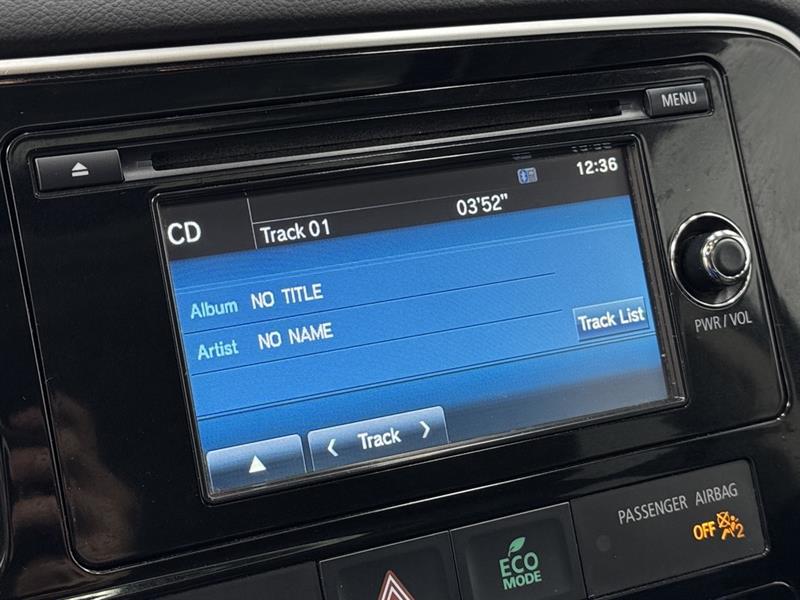 MENU
12:36
CD
Track 01
03'52"
Album NO TITLE
Artist NO NAME
Track List
< Track >
PWR / VOL
PASSENGER AIRBAG
OFF 2
ECO
MODE